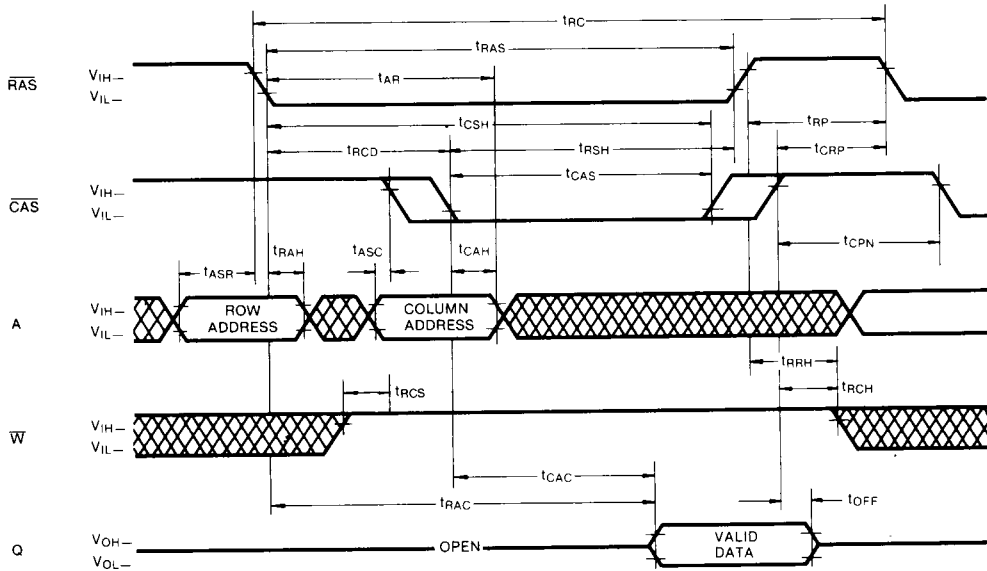 tRC
tRAS
tAR
RAS
VIH—
VIL—
tCSH
tRP
tRCD
tRSH
tCRP
tCAS
CAS
VIH—
VIL—
tRAH
tASC
tCAH
tCPN
tASR
A
VIH—
VIL—
ROW
ADDRESS
COLUMN
ADDRESS
tRRH
tRCS
tRCH
W
VIH—
VIL—
tCAC
tRAC
tOFF
Q
VOH—
VOL—
OPEN
VALID
DATA